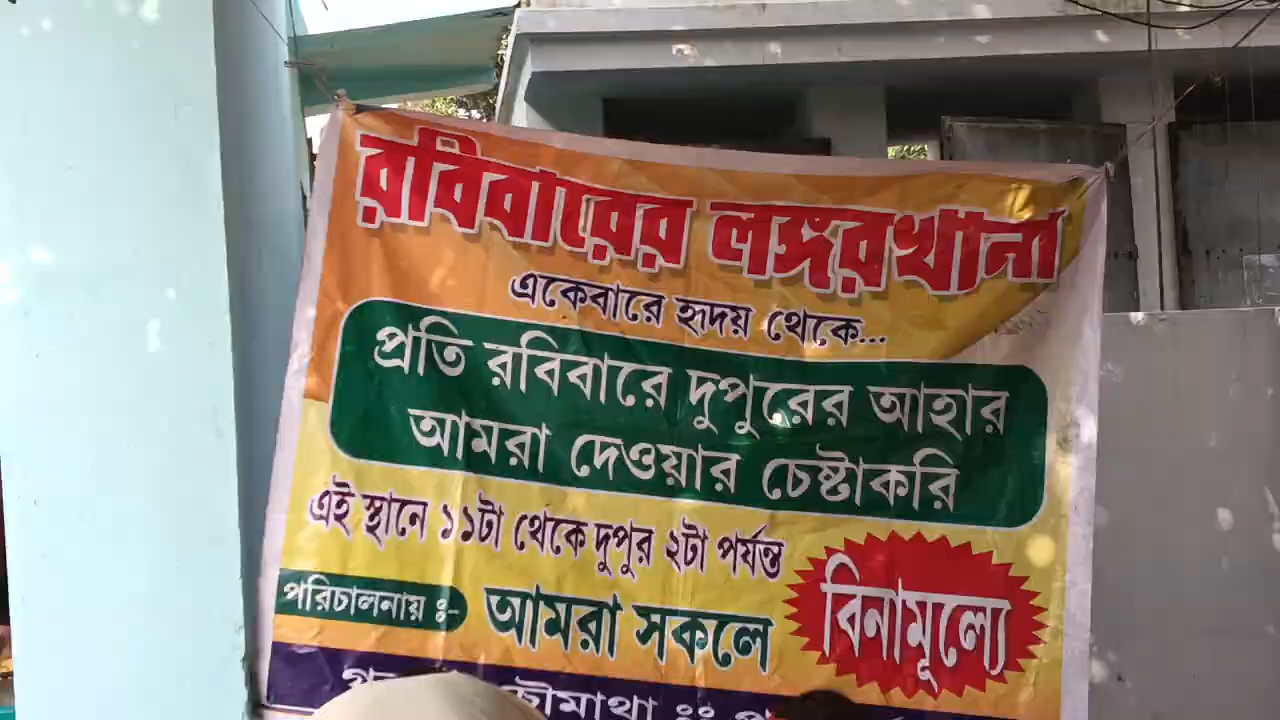 রবিবারের লঙ্গরখানা
একেবারে হৃদয় থেকে...
প্রতি রবিবারে দুপুরের আহার
আমরা দেওয়ার চেষ্টাকরি
এই স্থানে ১১টা থেকে দুপুর ২টা পর্যন্ত
বিনামূল্যে
পরিচালনায় ঃ- আমরা সকলে
চৌমাথা ঃঃ